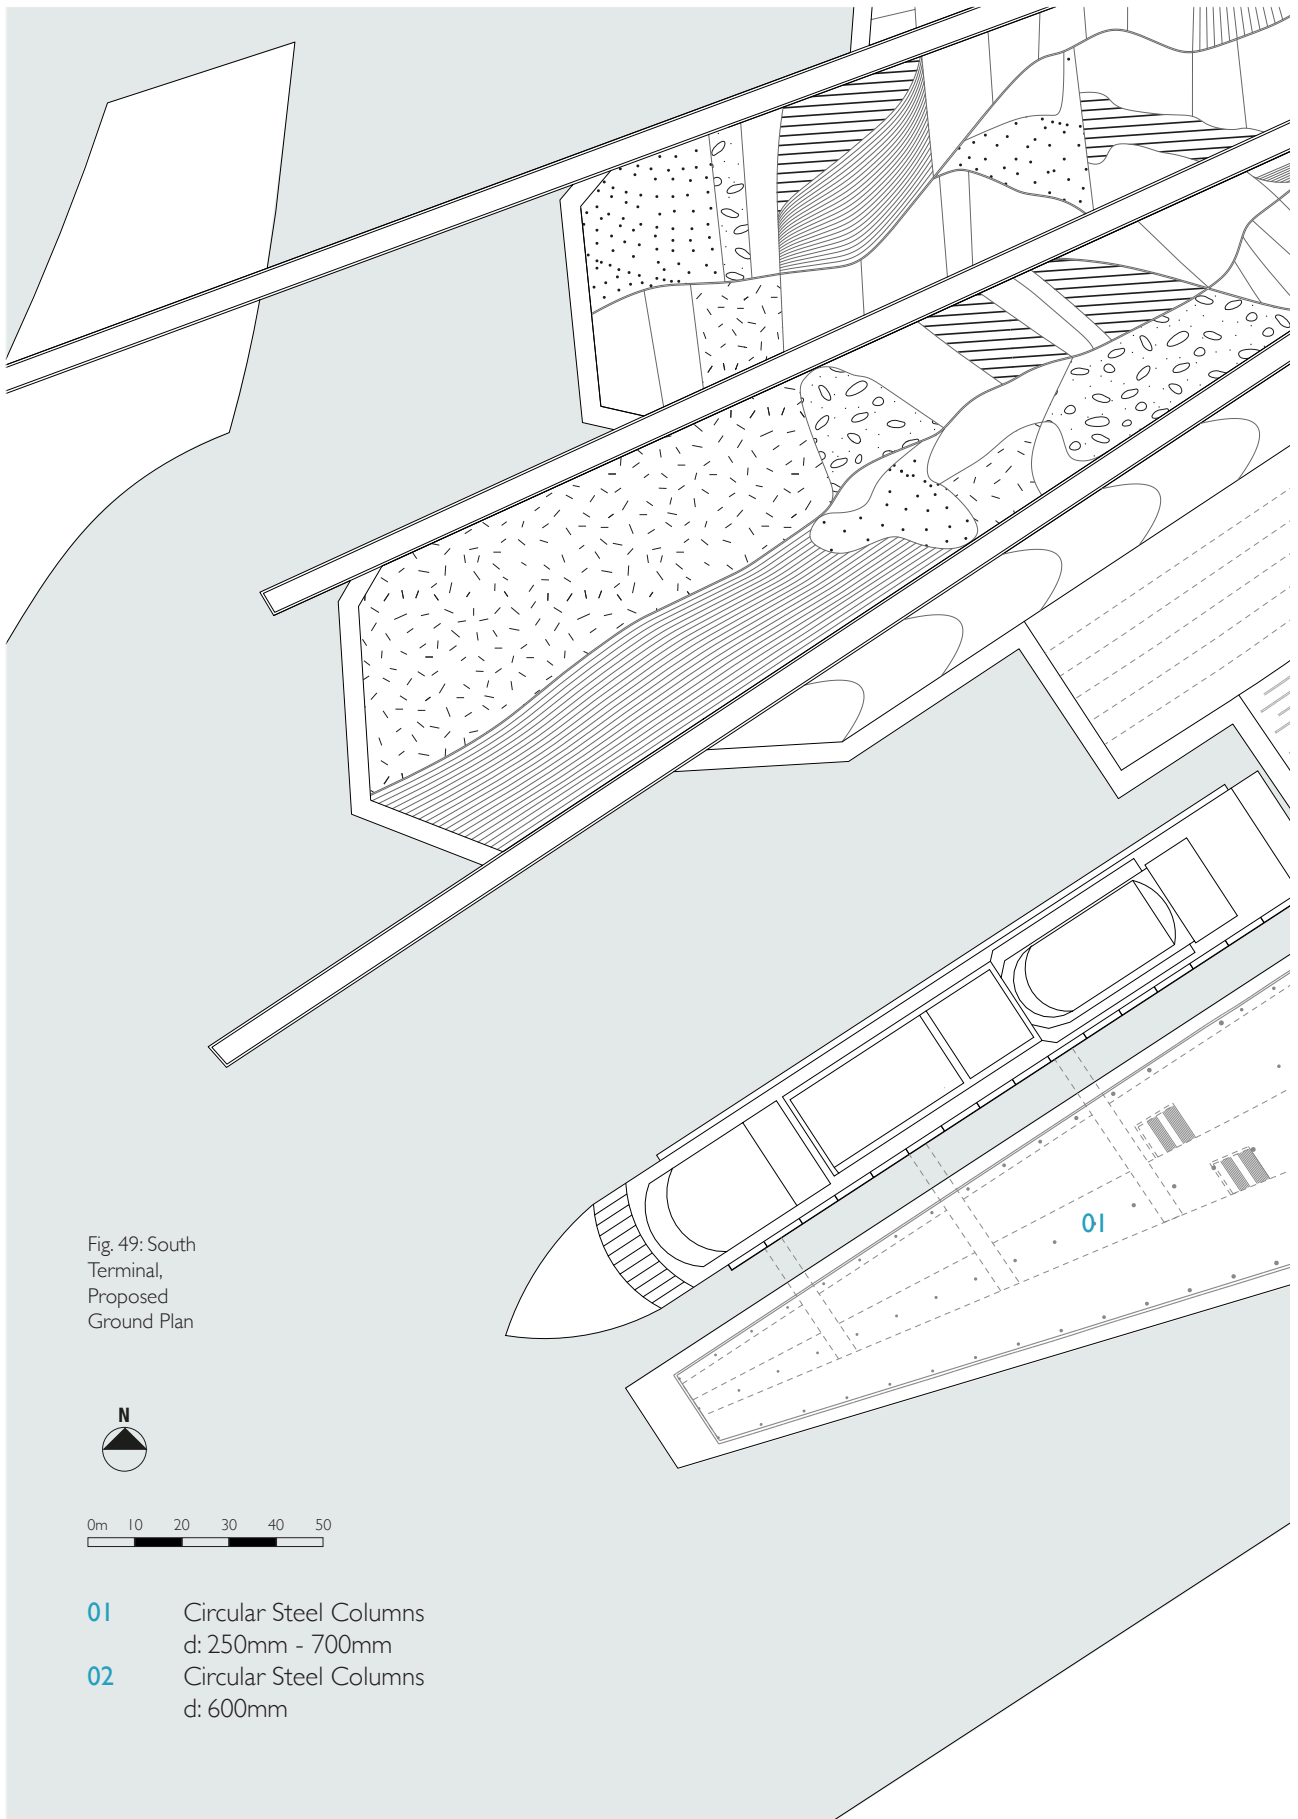 01
Fig. 49: South
Terminal,
Proposed
Ground Plan
N
0m 10 20 30 40 50
01 Circular Steel Columns
d: 250mm - 700mm
02 Circular Steel Columns
d: 600mm